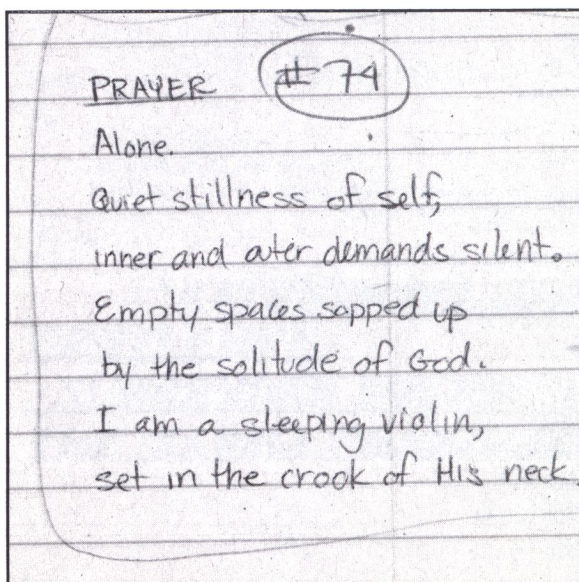 PRAYER #74
Alone.
Quiet stillness of self,
inner and outer demands silent.
Empty spaces sopped up
by the solitude of God.
I am a sleeping violin,
set in the crook of His neck.